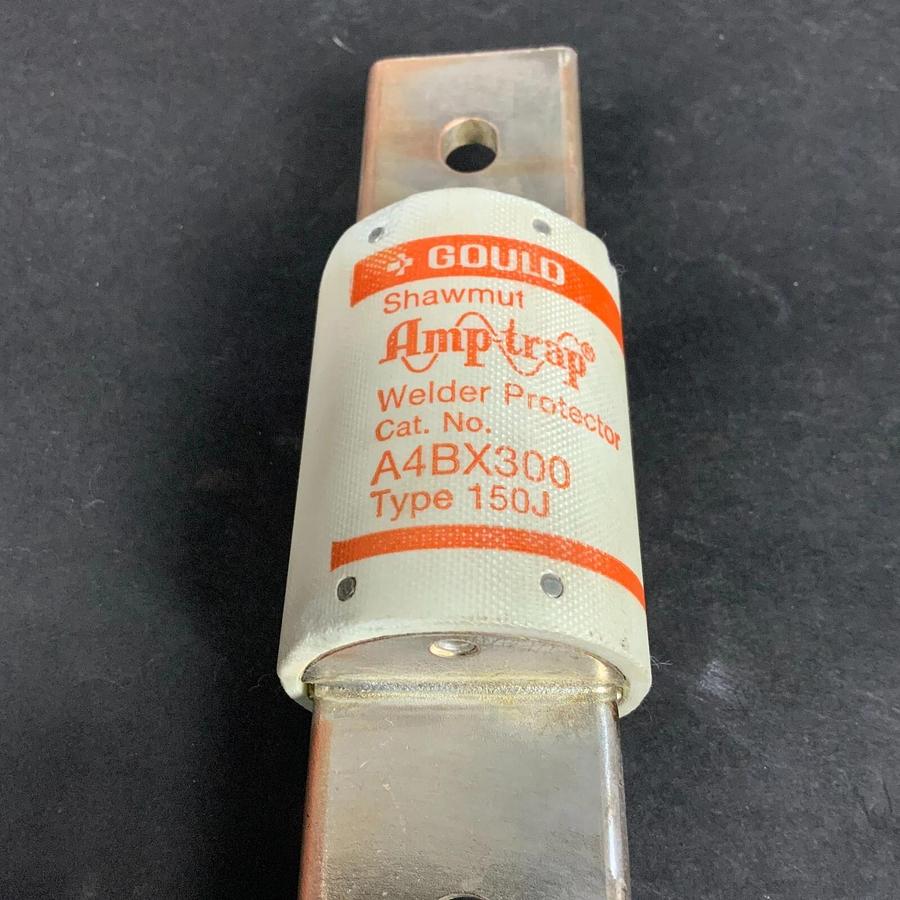 GOULD
Shawmut
Amp-trap®
Welder Protector
Cat. No.
A4BX300
Type 150J